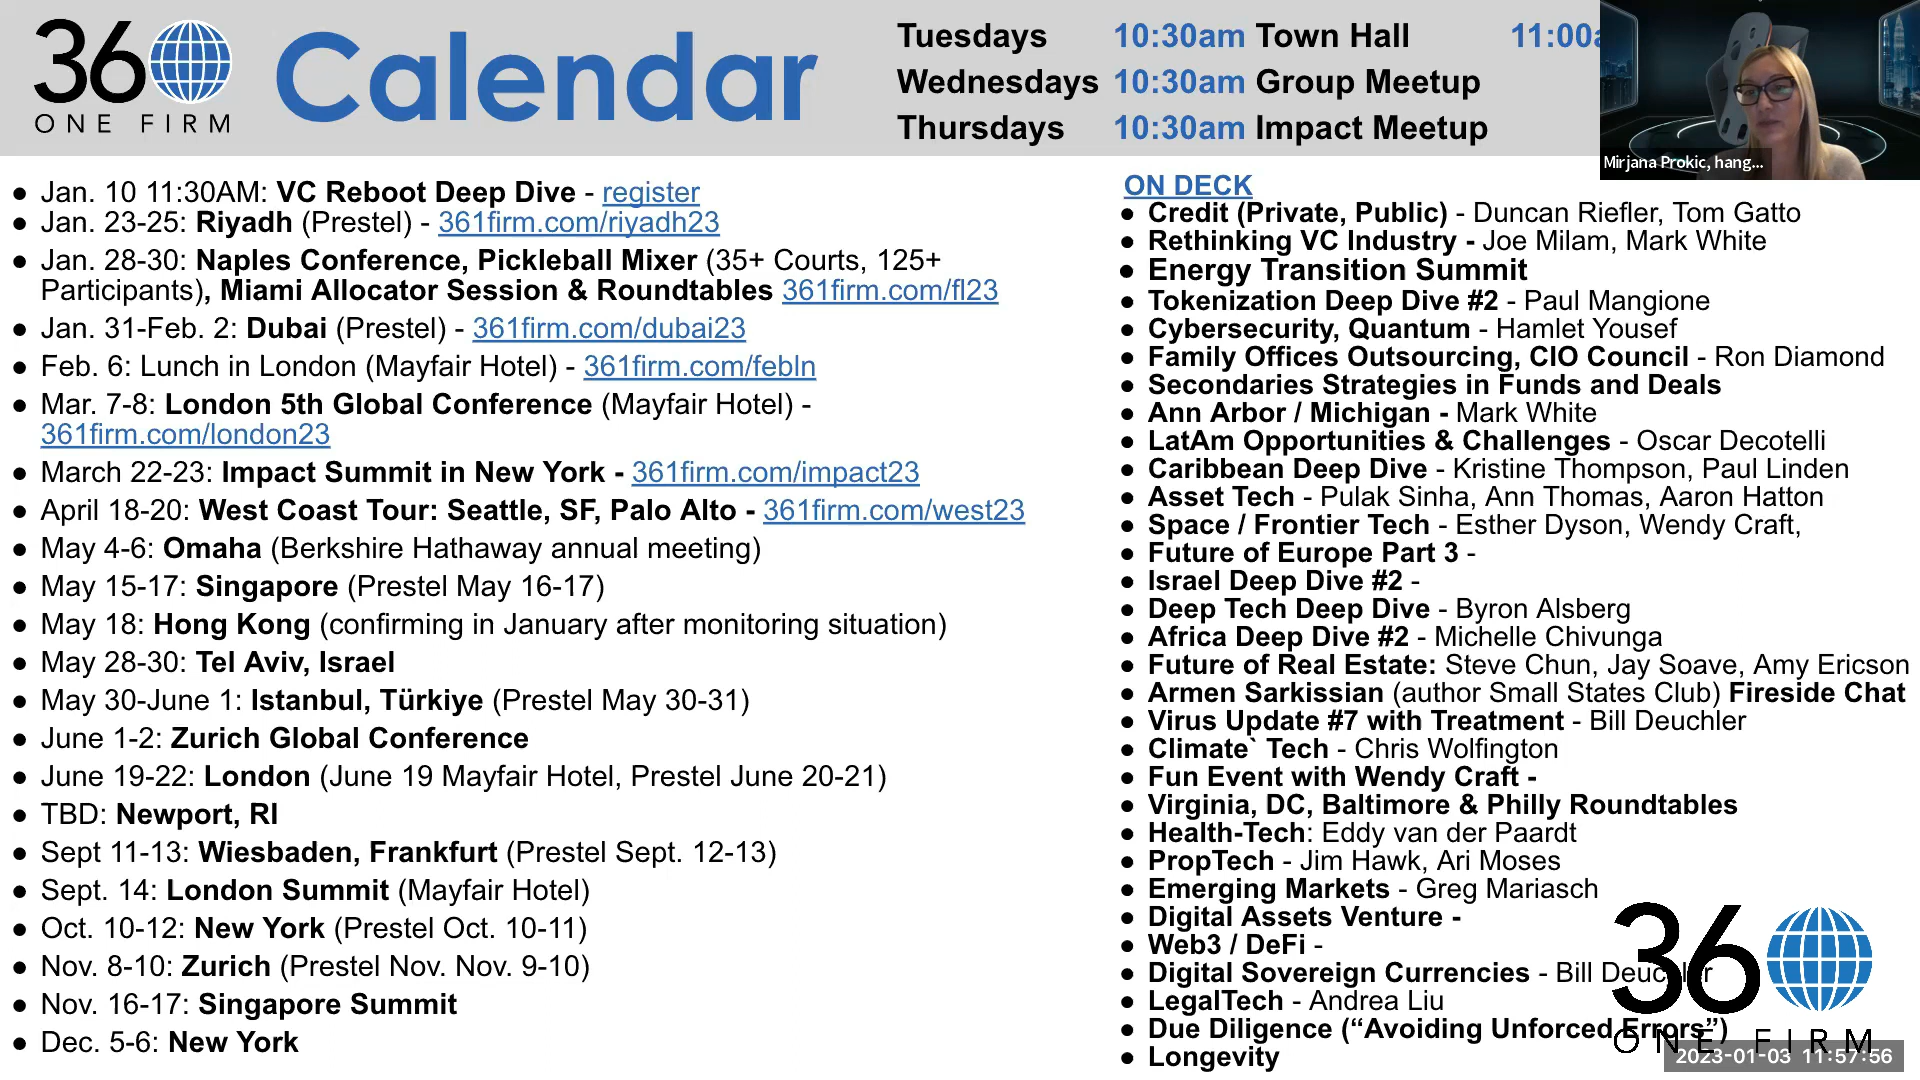 36
ONE FIRM
Calendar
Tuesdays 10:30am Town Hall 11:00a
Wednesdays 10:30am Group Meetup
Thursdays 10:30am Impact Meetup
Mirjana Prokic, hang...
● Jan. 10 11:30AM: VC Reboot Deep Dive - register
● Jan. 23-25: Riyadh (Prestel) - 361firm.com/riyadh23
● Jan. 28-30: Naples Conference, Pickleball Mixer (35+ Courts, 125+
Participants), Miami Allocator Session & Roundtables 361firm.com/fl23
● Jan. 31-Feb. 2: Dubai (Prestel) - 361firm.com/dubai23
● Feb. 6: Lunch in London (Mayfair Hotel) - 361firm.com/febln
● Mar. 7-8: London 5th Global Conference (Mayfair Hotel) -
361firm.com/london23
● March 22-23: Impact Summit in New York - 361firm.com/impact23
● April 18-20: West Coast Tour: Seattle, SF, Palo Alto - 361firm.com/west23
● May 4-6: Omaha (Berkshire Hathaway annual meeting)
● May 15-17: Singapore (Prestel May 16-17)
● May 18: Hong Kong (confirming in January after monitoring situation)
● May 28-30: Tel Aviv, Israel
● May 30-June 1: Istanbul, Türkiye (Prestel May 30-31)
● June 1-2: Zurich Global Conference
● June 19-22: London (June 19 Mayfair Hotel, Prestel June 20-21)
● TBD: Newport, RI
● Sept 11-13: Wiesbaden, Frankfurt (Prestel Sept. 12-13)
● Sept. 14: London Summit (Mayfair Hotel)
● Oct. 10-12: New York (Prestel Oct. 10-11)
● Nov. 8-10: Zurich (Prestel Nov. Nov. 9-10)
● Nov. 16-17: Singapore Summit
● Dec. 5-6: New York
ON DECK
● Credit (Private, Public) - Duncan Riefler, Tom Gatto
● Rethinking VC Industry - Joe Milam, Mark White
● Energy Transition Summit
● Tokenization Deep Dive #2 - Paul Mangione
● Cybersecurity, Quantum - Hamlet Yousef
● Family Offices Outsourcing, CIO Council - Ron Diamond
● Secondaries Strategies in Funds and Deals
● Ann Arbor / Michigan - Mark White
● LatAm Opportunities & Challenges - Oscar Decotelli
● Caribbean Deep Dive - Kristine Thompson, Paul Linden
● Asset Tech - Pulak Sinha, Ann Thomas, Aaron Hatton
● Space / Frontier Tech - Esther Dyson, Wendy Craft,
● Future of Europe Part 3 -
● Israel Deep Dive #2 -
● Deep Tech Deep Dive - Byron Alsberg
● Africa Deep Dive #2 - Michelle Chivunga
● Future of Real Estate: Steve Chun, Jay Soave, Amy Ericson
● Armen Sarkissian (author Small States Club) Fireside Chat
● Virus Update #7 with Treatment - Bill Deuchler
● Climate` Tech - Chris Wolfington
● Fun Event with Wendy Craft -
● Virginia, DC, Baltimore & Philly Roundtables
● Health-Tech: Eddy van der Paardt
● PropTech - Jim Hawk, Ari Moses
● Emerging Markets - Greg Mariasch
● Digital Assets Venture -
● Web3 / DeFi -
● Digital Sovereign Currencies - Bill Deuchler
● LegalTech - Andrea Liu
● Due Diligence (“Avoiding Unforced Errors”)
● Longevity
36
ONE FIRM
2023-01-03 11:57:56